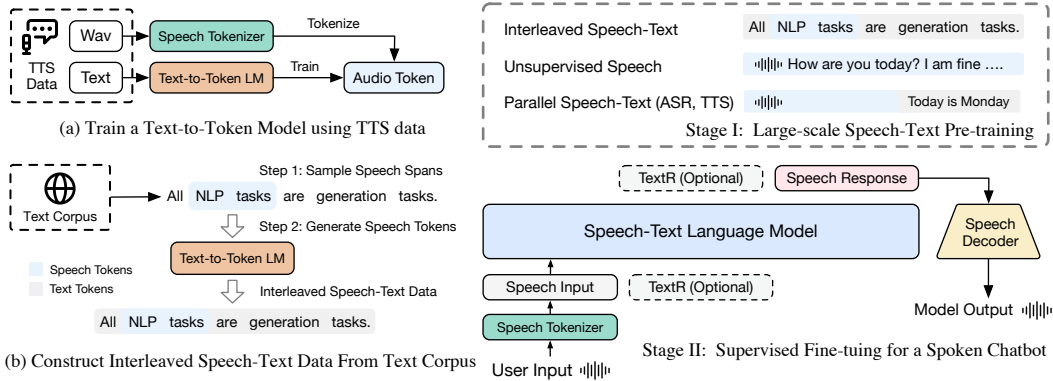 Wav
Speech Tokenizer
Tokenize
TTS
Data
Text
Text-to-Token LM
Train
Audio Token
(a) Train a Text-to-Token Model using TTS data
Text Corpus
Step 1: Sample Speech Spans
All NLP tasks are generation tasks.
Step 2: Generate Speech Tokens
Text-to-Token LM
Speech Tokens
Text Tokens
Interleaved Speech-Text Data
All NLP tasks are generation tasks.
(b) Construct Interleaved Speech-Text Data From Text Corpus
Interleaved Speech-Text
All NLP tasks are generation tasks.
Unsupervised Speech
How are you today? I am fine ....
Parallel Speech-Text (ASR, TTS)
Today is Monday
Stage I: Large-scale Speech-Text Pre-training
TextR (Optional)
Speech Response
Speech-Text Language Model
Speech
Decoder
Speech Input
TextR (Optional)
Speech Tokenizer
Model Output
User Input
Stage II: Supervised Fine-tuing for a Spoken Chatbot